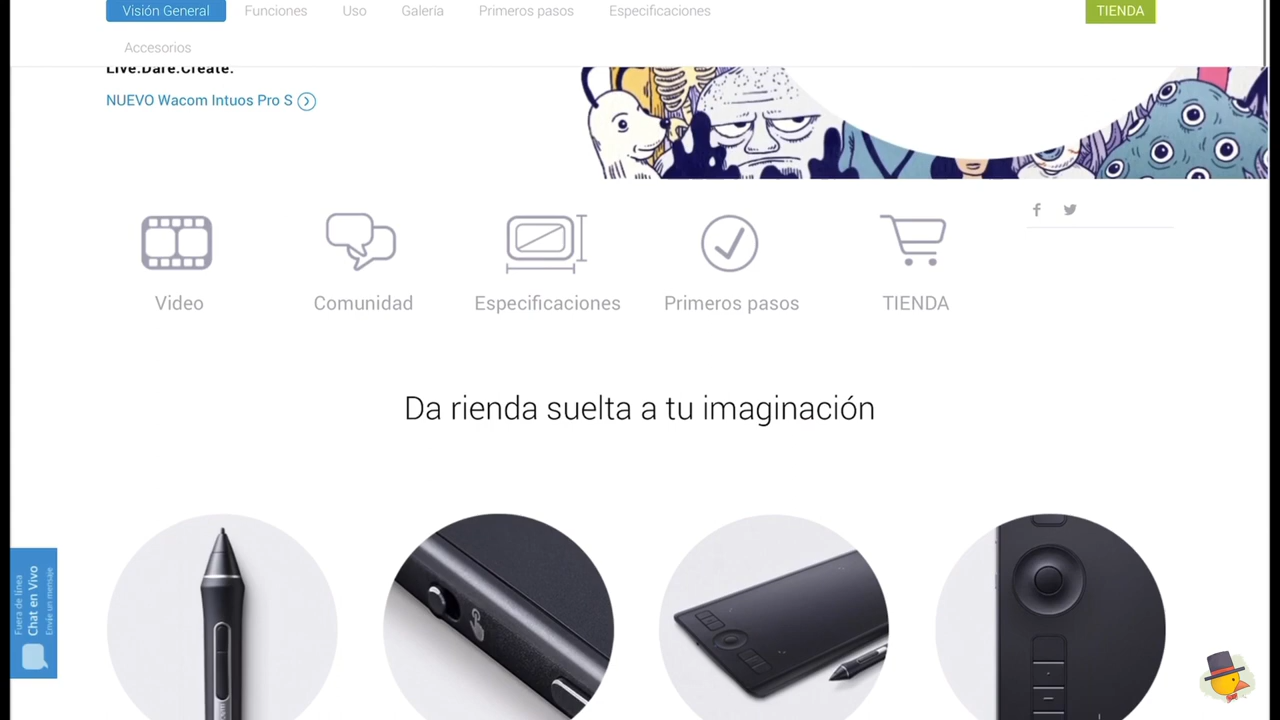 Visión General
Funciones
Uso
Galería
Primeros pasos
Especificaciones
TIENDA
Accesorios
Live.Dare.Create.
NUEVO Wacom Intuos Pro S
Video
Comunidad
Especificaciones
Primeros pasos
TIENDA
Da rienda suelta a tu imaginación
Fuera de línea
Chat en Vivo
Envíe un mensaje